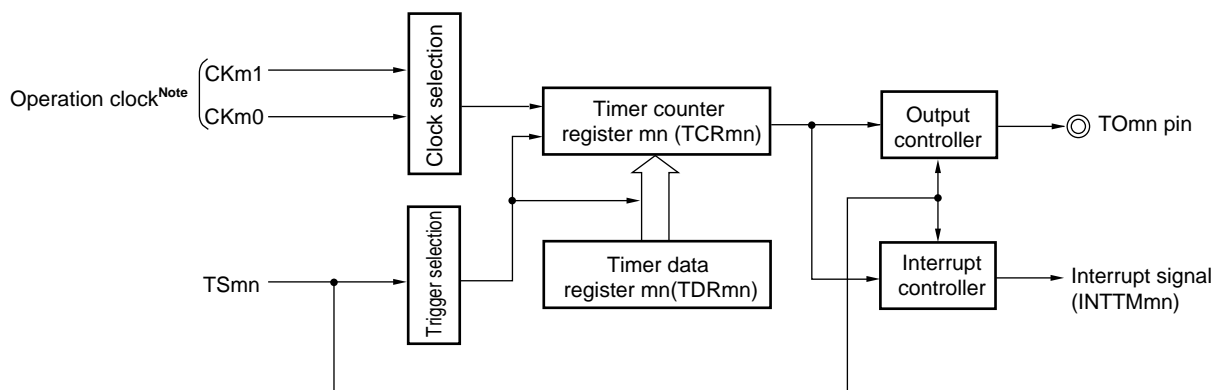 Operation clockNote
CKm1
CKm0
Clock selection
Timer counter
register mn (TCRmn)
Output
controller
TOmn pin
TSmn
Trigger selection
Timer data
register mn(TDRmn)
Interrupt
controller
Interrupt signal
(INTTMmn)